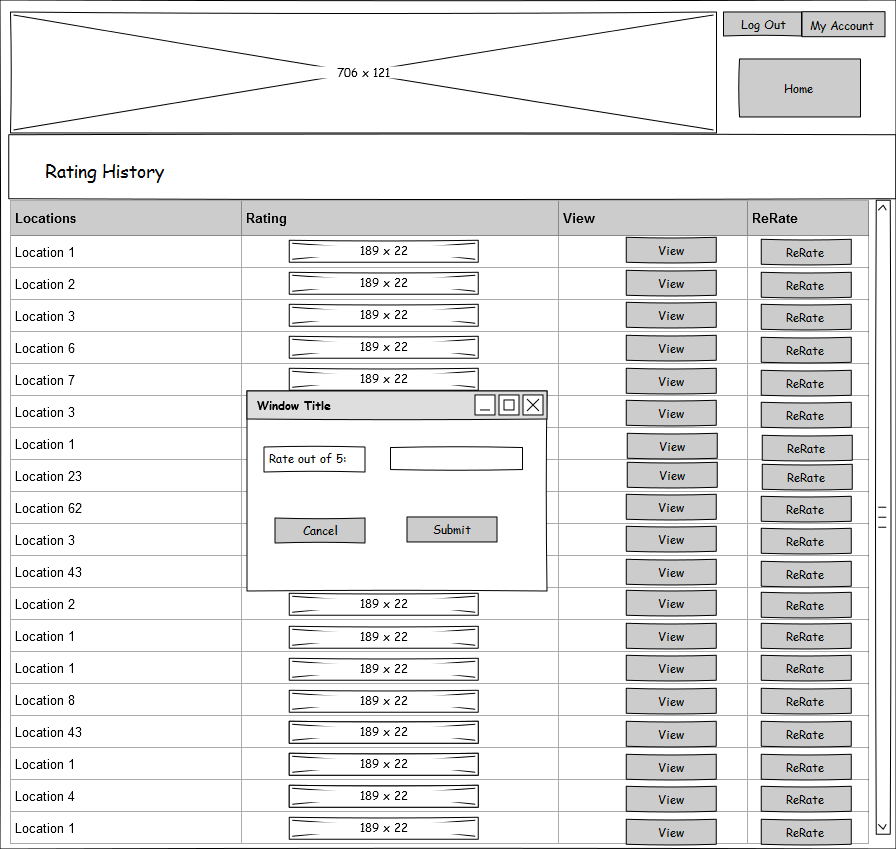 Log Out My Account
706 x 121
Home
Rating History
Locations Rating View ReRate
Location 1 189 x 22 View ReRate
Location 2 189 x 22 View ReRate
Location 3 189 x 22 View ReRate
Location 6 189 x 22 View ReRate
Location 7 189 x 22 View ReRate
Window Title
Location 3 View ReRate
Location 1 View ReRate
Rate out of 5:
Location 23 View ReRate
Location 62 View ReRate
Cancel Submit
Location 3 View ReRate
Location 43 View ReRate
Location 2 189 x 22 View ReRate
Location 1 189 x 22 View ReRate
Location 1 189 x 22 View ReRate
Location 8 189 x 22 View ReRate
Location 43 189 x 22 View ReRate
Location 1 189 x 22 View ReRate
Location 4 189 x 22 View ReRate
Location 1 189 x 22 View ReRate